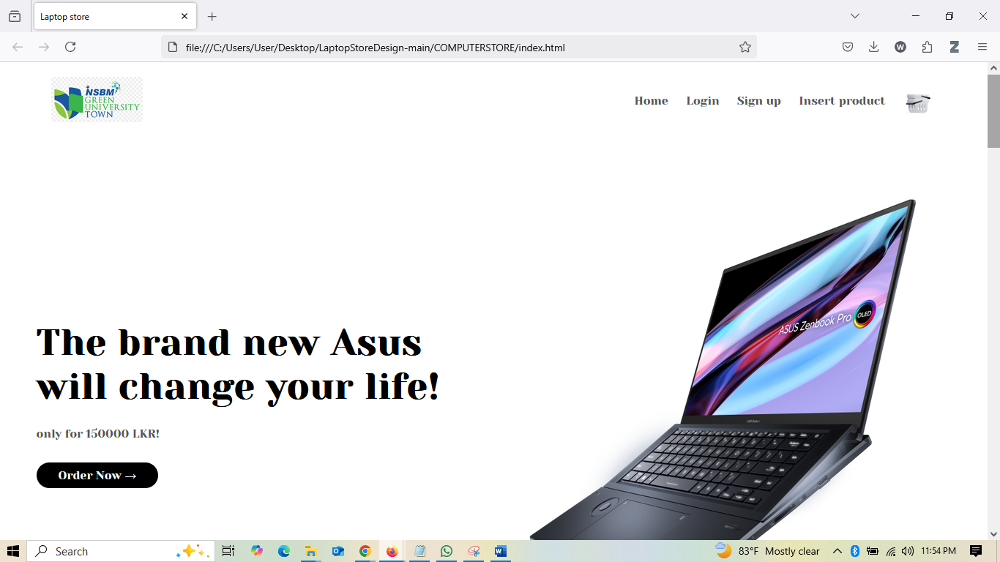 Laptop store
file:///C:/Users/User/Desktop/LaptopStoreDesign-main/COMPUTERSTORE/index.html
NSBM
GREEN
UNIVERSITY
TOWN
Home Login Sign up Insert product
ASUS Zenbook Pro OLED
The brand new Asus
will change your life!
only for 150000 LKR!
Order Now →
Search
83°F Mostly clear
11:54 PM